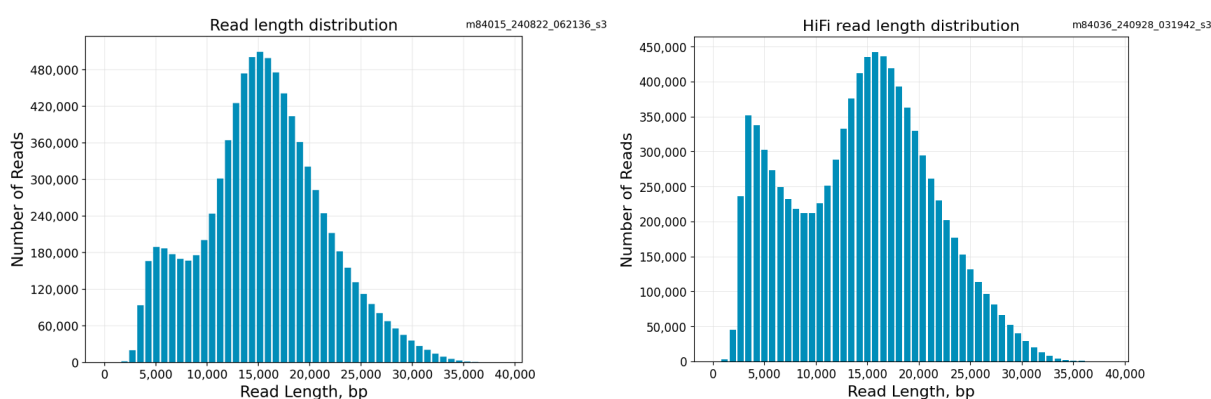 Read length distribution
m84015_240822_062136_s3
480,000
420,000
360,000
300,000
240,000
180,000
120,000
60,000
0
Number of Reads
0 5,000 10,000 15,000 20,000 25,000 30,000 35,000 40,000
Read Length, bp
HiFi read length distribution
m84036_240928_031942_s3
450,000
400,000
350,000
300,000
250,000
200,000
150,000
100,000
50,000
0
Number of Reads
0 5,000 10,000 15,000 20,000 25,000 30,000 35,000 40,000
Read Length, bp